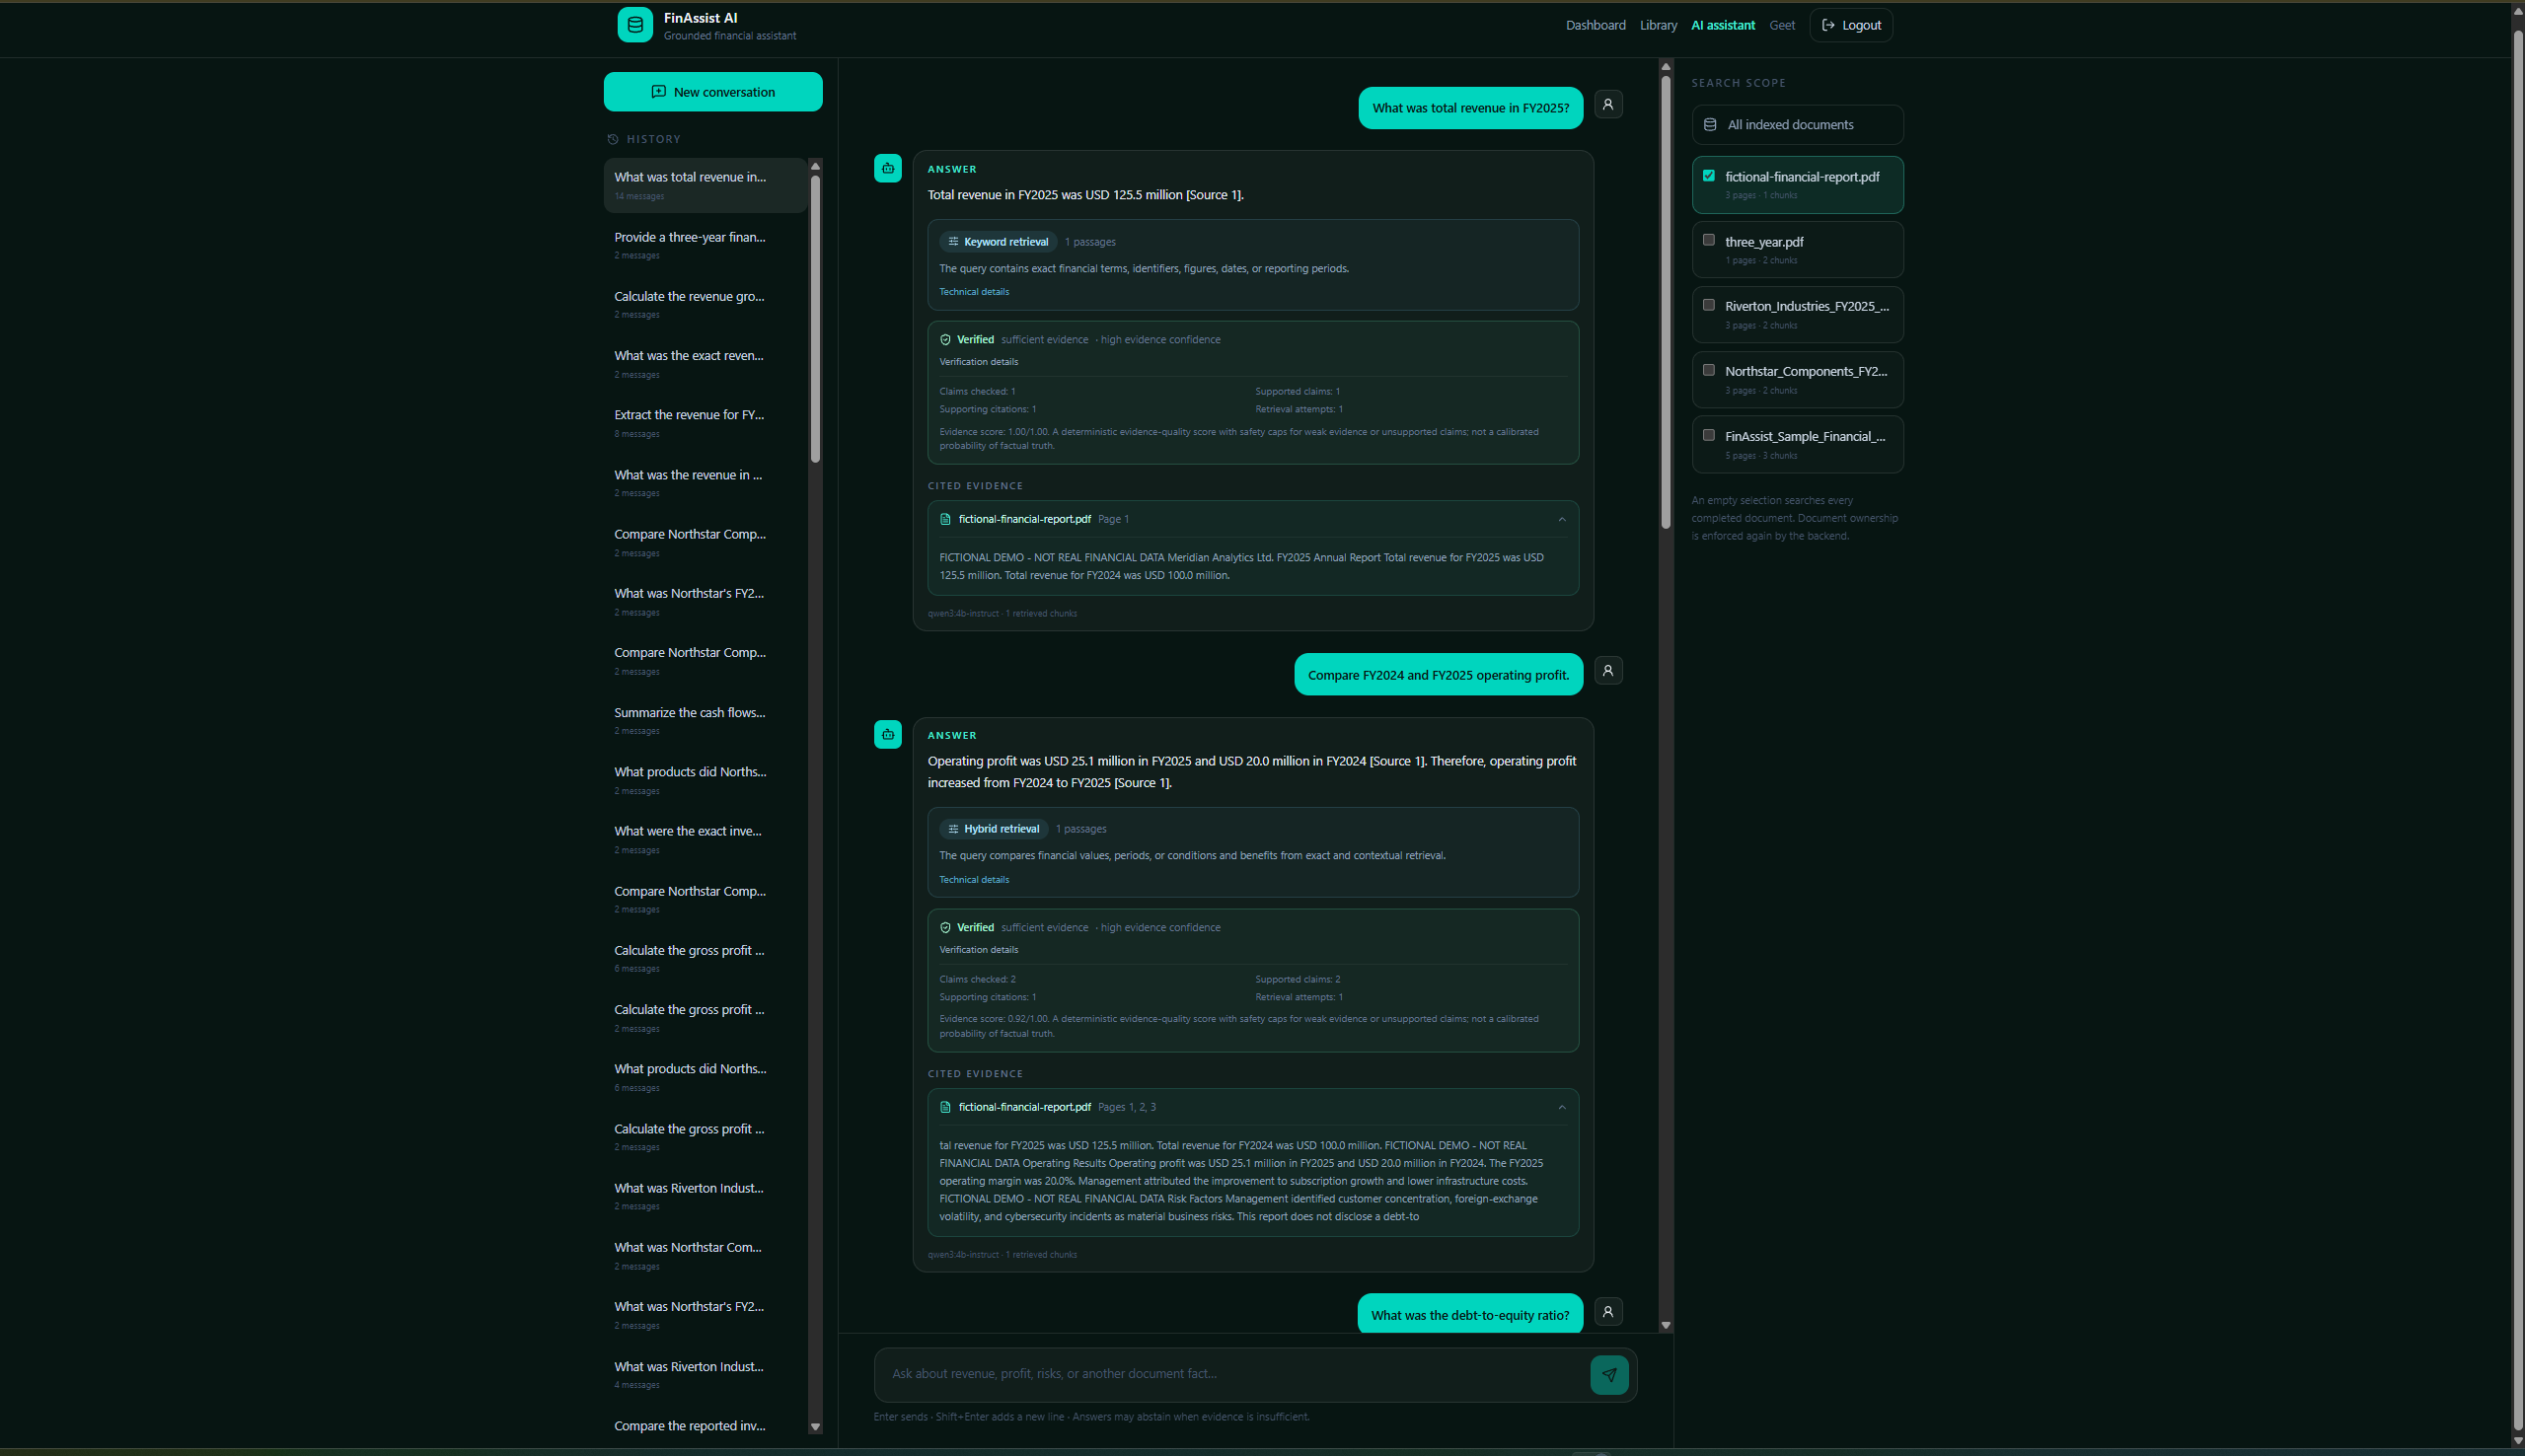 FinAssist AI
Grounded financial assistant
Dashboard
Library
AI assistant
Geet
Logout
New conversation
HISTORY
What was total revenue in...
14 messages
Provide a three-year finan...
2 messages
Calculate the revenue gro...
2 messages
What was the exact reven...
2 messages
Extract the revenue for FY...
8 messages
What was the revenue in ...
2 messages
Compare Northstar Comp...
2 messages
What was Northstar's FY2...
2 messages
Compare Northstar Comp...
2 messages
Summarize the cash flows...
2 messages
What products did Norths...
2 messages
What were the exact inve...
2 messages
Compare Northstar Comp...
2 messages
Calculate the gross profit ...
6 messages
Calculate the gross profit ...
2 messages
What products did Norths...
6 messages
Calculate the gross profit ...
2 messages
What was Riverton Indust...
2 messages
What was Northstar Com...
2 messages
What was Northstar's FY2...
2 messages
What was Riverton Indust...
4 messages
Compare the reported inv...
What was total revenue in FY2025?
ANSWER
Total revenue in FY2025 was USD 125.5 million [Source 1].
Keyword retrieval 1 passages
The query contains exact financial terms, identifiers, figures, dates, or reporting periods.
Technical details
Verified sufficient evidence · high evidence confidence
Verification details
Claims checked: 1 Supported claims: 1
Supporting citations: 1 Retrieval attempts: 1
Evidence score: 1.00/1.00. A deterministic evidence-quality score with safety caps for weak evidence or unsupported claims; not a calibrated
probability of factual truth.
CITED EVIDENCE
fictional-financial-report.pdf Page 1
FICTIONAL DEMO - NOT REAL FINANCIAL DATA Meridian Analytics Ltd. FY2025 Annual Report Total revenue for FY2025 was USD
125.5 million. Total revenue for FY2024 was USD 100.0 million.
qwen3:4b-instruct · 1 retrieved chunks
Compare FY2024 and FY2025 operating profit.
ANSWER
Operating profit was USD 25.1 million in FY2025 and USD 20.0 million in FY2024 [Source 1]. Therefore, operating profit
increased from FY2024 to FY2025 [Source 1].
Hybrid retrieval 1 passages
The query compares financial values, periods, or conditions and benefits from exact and contextual retrieval.
Technical details
Verified sufficient evidence · high evidence confidence
Verification details
Claims checked: 2 Supported claims: 2
Supporting citations: 1 Retrieval attempts: 1
Evidence score: 0.92/1.00. A deterministic evidence-quality score with safety caps for weak evidence or unsupported claims; not a calibrated
probability of factual truth.
CITED EVIDENCE
fictional-financial-report.pdf Pages 1, 2, 3
tal revenue for FY2025 was USD 125.5 million. Total revenue for FY2024 was USD 100.0 million. FICTIONAL DEMO - NOT REAL
FINANCIAL DATA Operating Results Operating profit was USD 25.1 million in FY2025 and USD 20.0 million in FY2024. The FY2025
operating margin was 20.0%. Management attributed the improvement to subscription growth and lower infrastructure costs.
FICTIONAL DEMO - NOT REAL FINANCIAL DATA Risk Factors Management identified customer concentration, foreign-exchange
volatility, and cybersecurity incidents as material business risks. This report does not disclose a debt-to
qwen3:4b-instruct · 1 retrieved chunks
What was the debt-to-equity ratio?
Ask about revenue, profit, risks, or another document fact...
Enter sends · Shift+Enter adds a new line · Answers may abstain when evidence is insufficient.
SEARCH SCOPE
All indexed documents
fictional-financial-report.pdf
3 pages · 1 chunks
three_year.pdf
1 pages · 2 chunks
Riverton_Industries_FY2025_...
3 pages · 2 chunks
Northstar_Components_FY2...
3 pages · 2 chunks
FinAssist_Sample_Financial_...
5 pages · 3 chunks
An empty selection searches every
completed document. Document ownership
is enforced again by the backend.